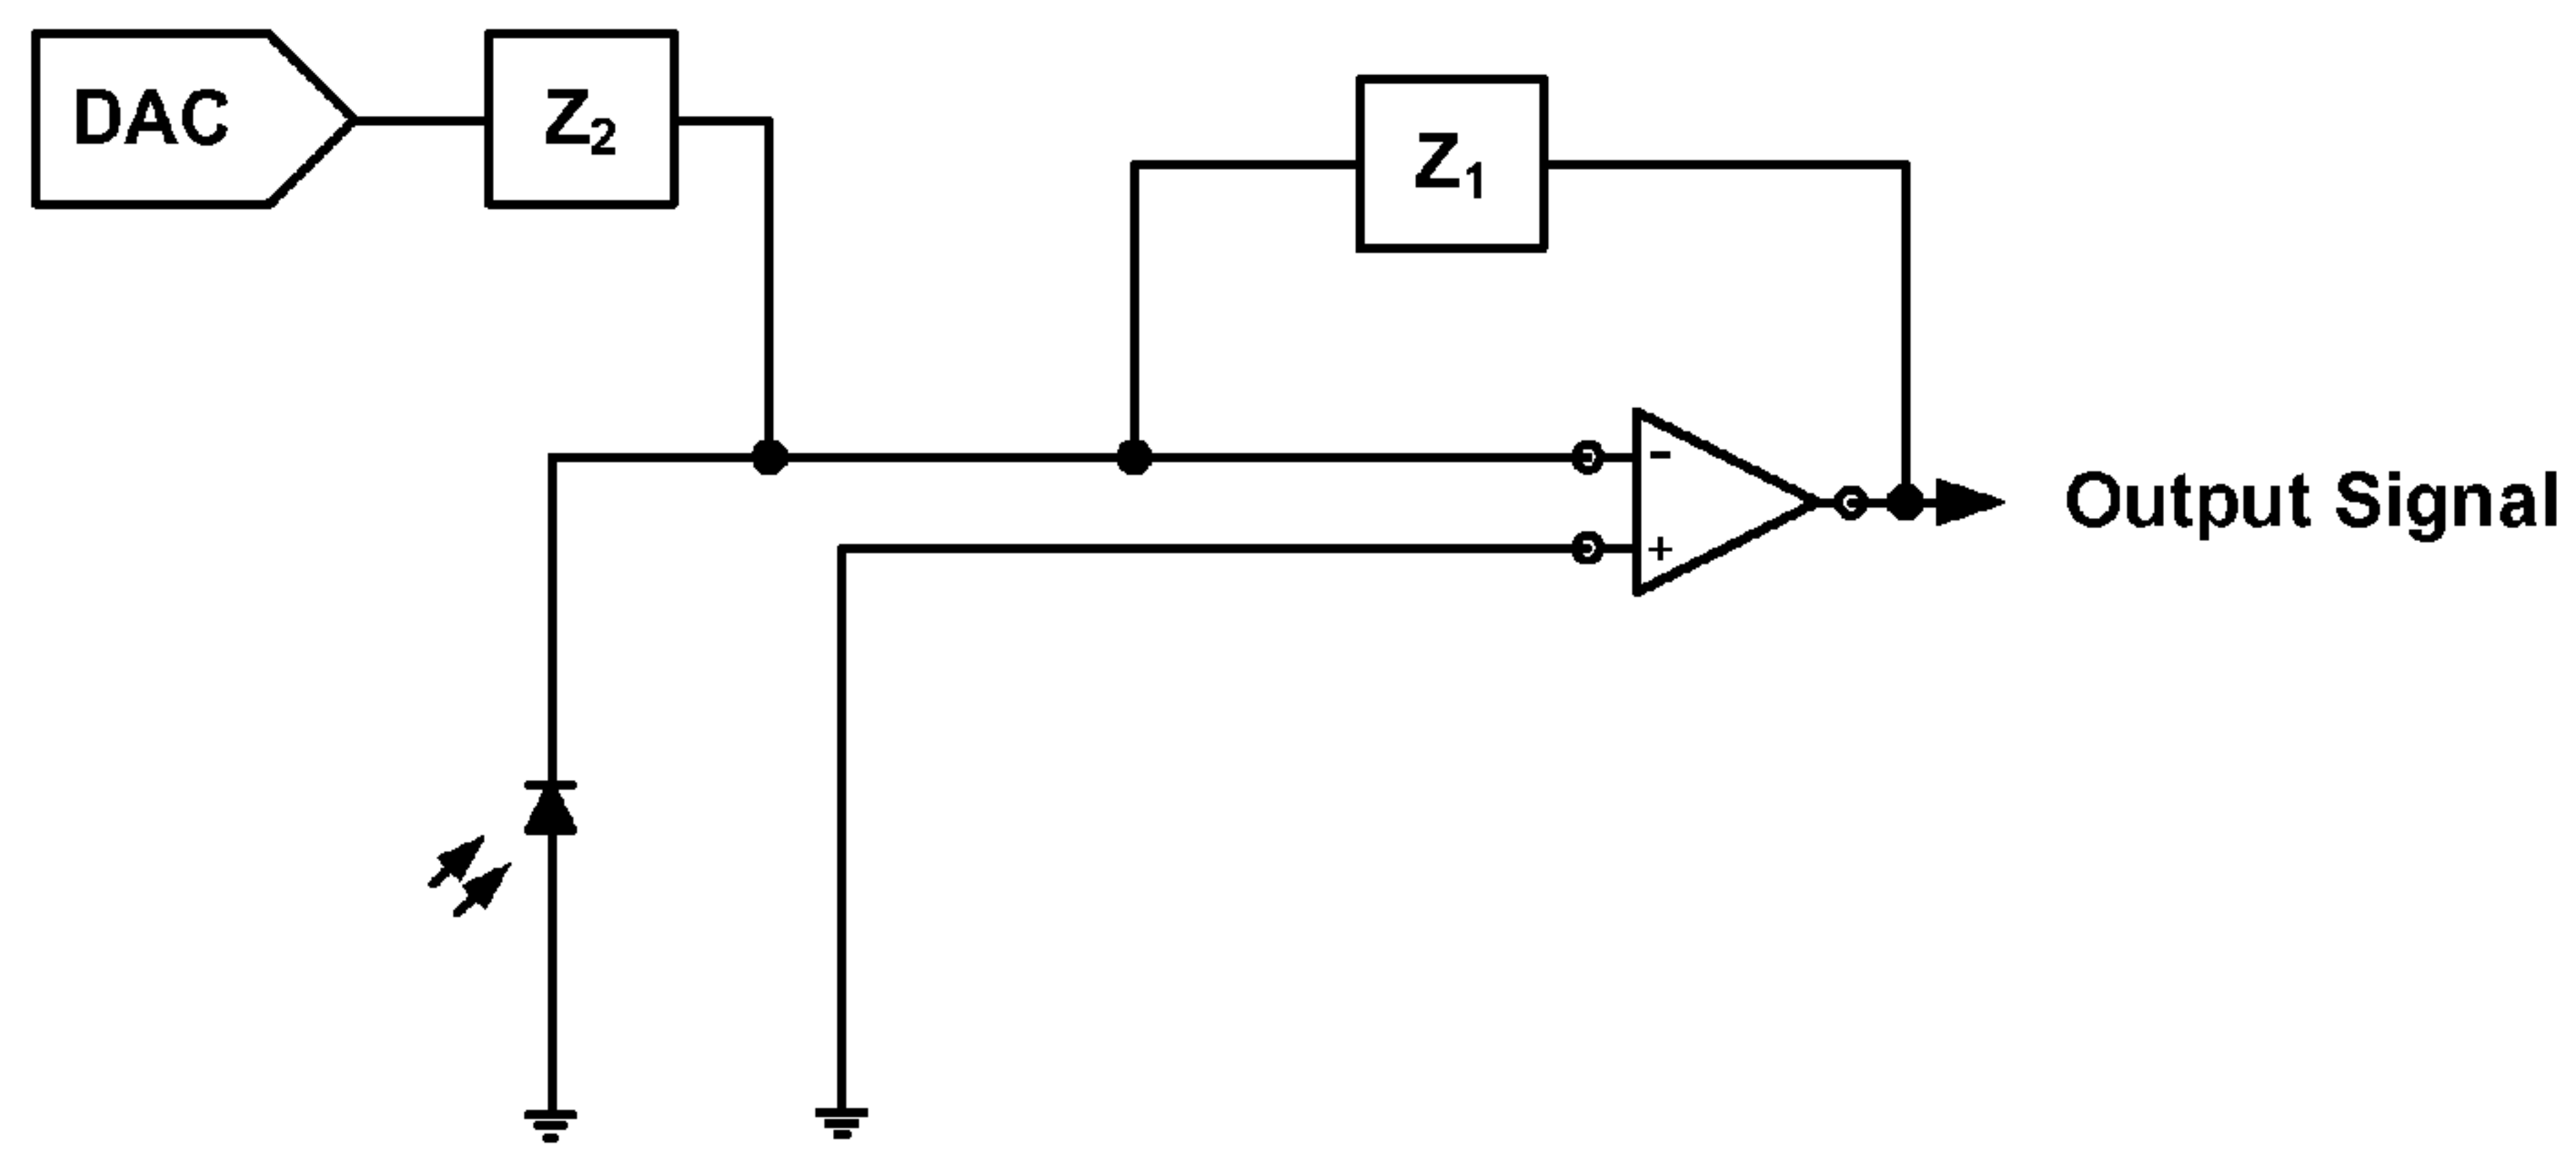 DAC
Z₂
Z₁
-
+
Output Signal